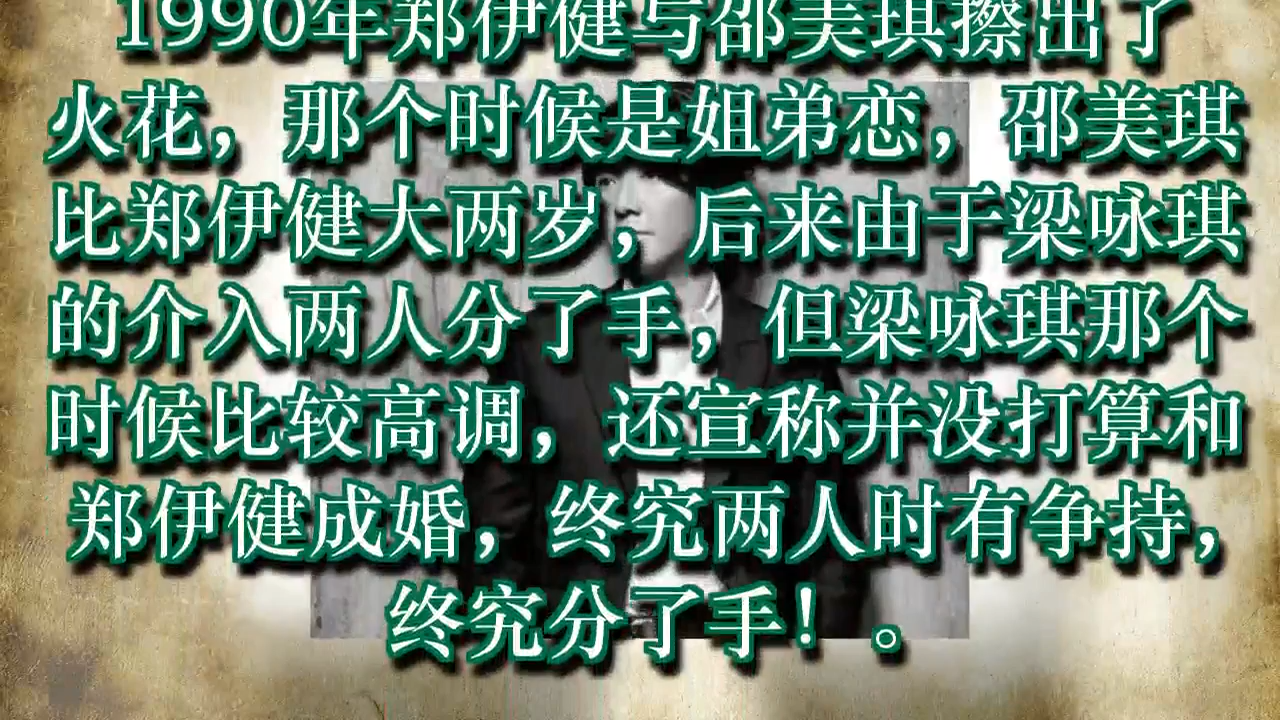 1990年郑伊健与邵美琪擦出了
火花，那个时候是姐弟恋，邵美琪
比郑伊健大两岁，后来由于梁咏琪
的介入两人分了手，但梁咏琪那个
时候比较高调，还宣称并没打算和
郑伊健成婚，终究两人时有争持，
终究分了手！。